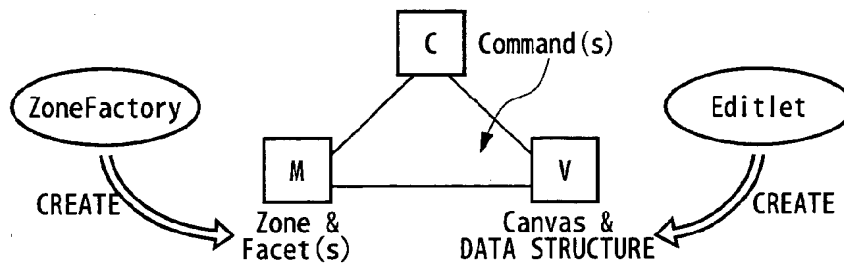 C
Command(s)
ZoneFactory
Editlet
M
V
CREATE
CREATE
Zone &
Facet(s)
Canvas &
DATA STRUCTURE